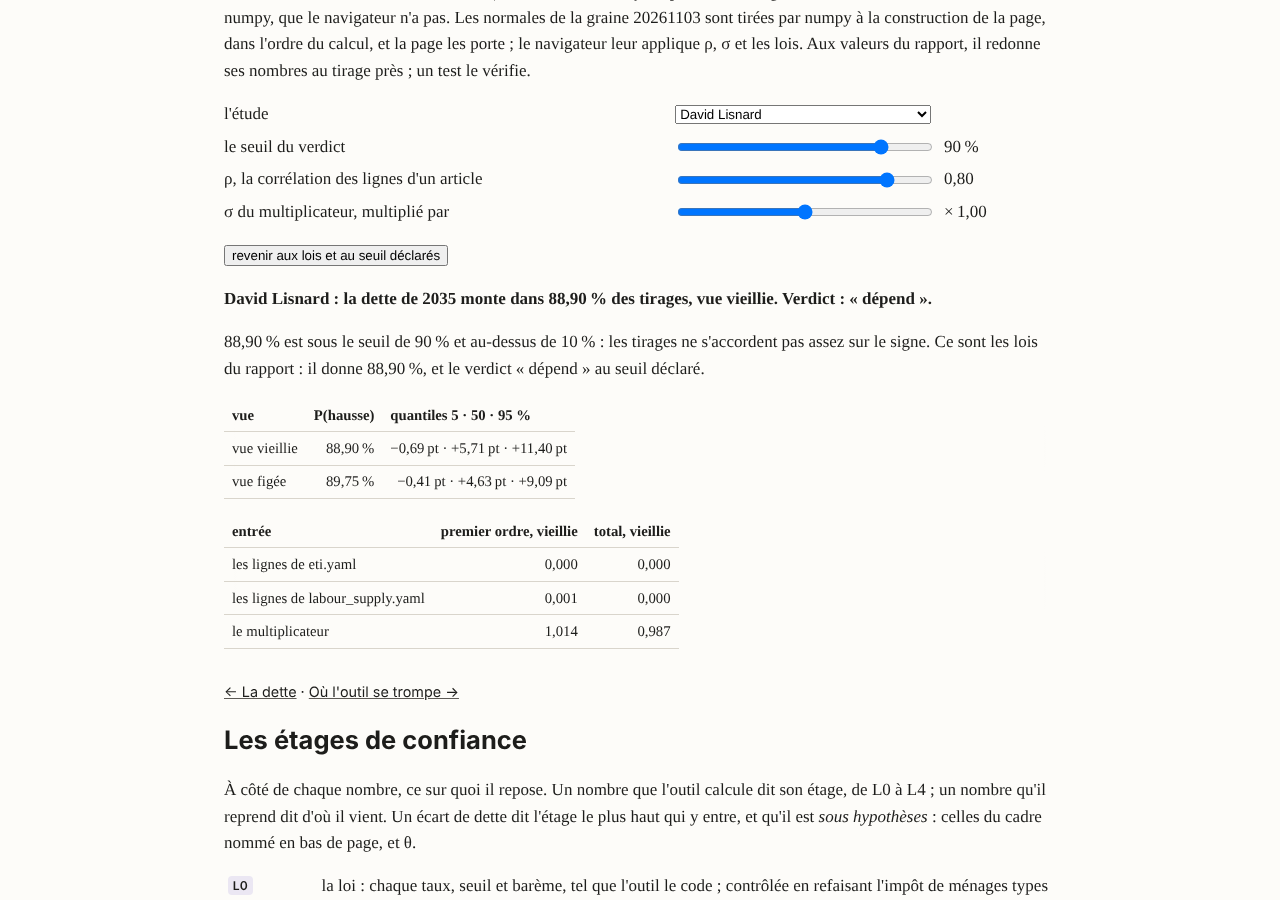 numpy, que le navigateur n'a pas. Les normales de la graine 20261103 sont tirées par numpy à la construction de la page,
dans l'ordre du calcul, et la page les porte ; le navigateur leur applique ρ, σ et les lois. Aux valeurs du rapport, il redonne
ses nombres au tirage près ; un test le vérifie.
l'étude David Lisnard
le seuil du verdict 90 %
ρ, la corrélation des lignes d'un article 0,80
σ du multiplicateur, multiplié par × 1,00
revenir aux lois et au seuil déclarés
David Lisnard : la dette de 2035 monte dans 88,90 % des tirages, vue vieillie. Verdict : « dépend ».
88,90 % est sous le seuil de 90 % et au-dessus de 10 % : les tirages ne s'accordent pas assez sur le signe. Ce sont les lois
du rapport : il donne 88,90 %, et le verdict « dépend » au seuil déclaré.
vue P(hausse) quantiles 5 · 50 · 95 %
vue vieillie 88,90 % −0,69 pt · +5,71 pt · +11,40 pt
vue figée 89,75 % −0,41 pt · +4,63 pt · +9,09 pt
entrée premier ordre, vieillie total, vieillie
les lignes de eti.yaml 0,000 0,000
les lignes de labour_supply.yaml 0,001 0,000
le multiplicateur 1,014 0,987
← La dette · Où l'outil se trompe →
Les étages de confiance
À côté de chaque nombre, ce sur quoi il repose. Un nombre que l'outil calcule dit son étage, de L0 à L4 ; un nombre qu'il
reprend dit d'où il vient. Un écart de dette dit l'étage le plus haut qui y entre, et qu'il est sous hypothèses : celles du cadre
nommé en bas de page, et θ.
L0 la loi : chaque taux, seuil et barème, tel que l'outil le code ; contrôlée en refaisant l'impôt de ménages types